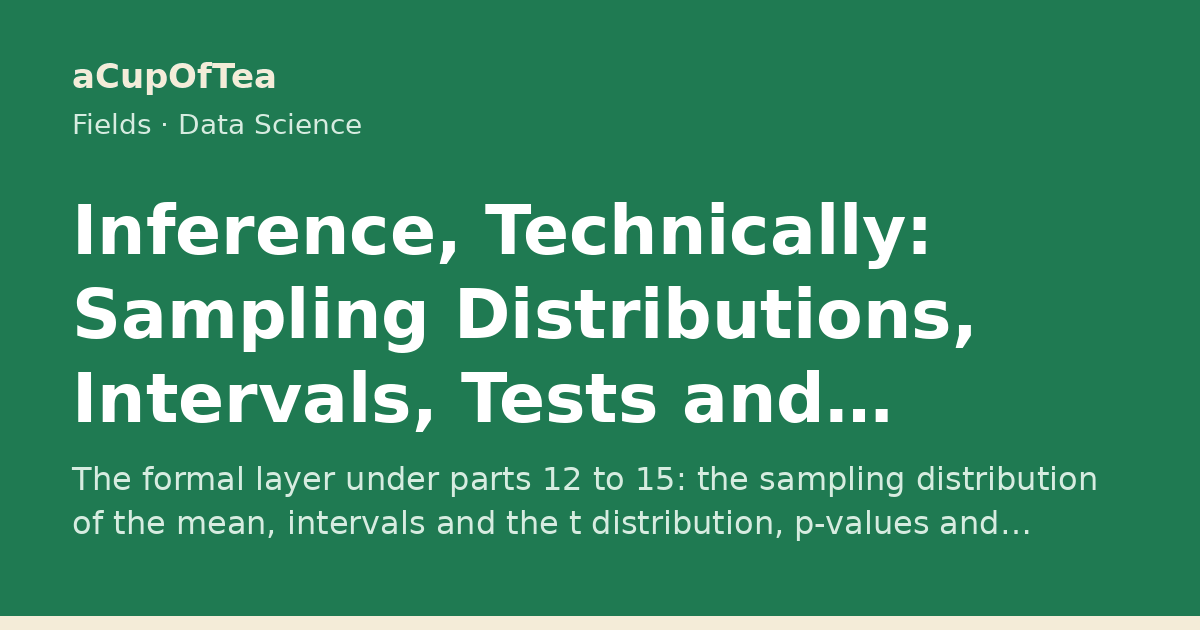 aCupOfTea
Fields · Data Science
Inference, Technically:
Sampling Distributions,
Intervals, Tests and…
The formal layer under parts 12 to 15: the sampling distribution
of the mean, intervals and the t distribution, p-values and…